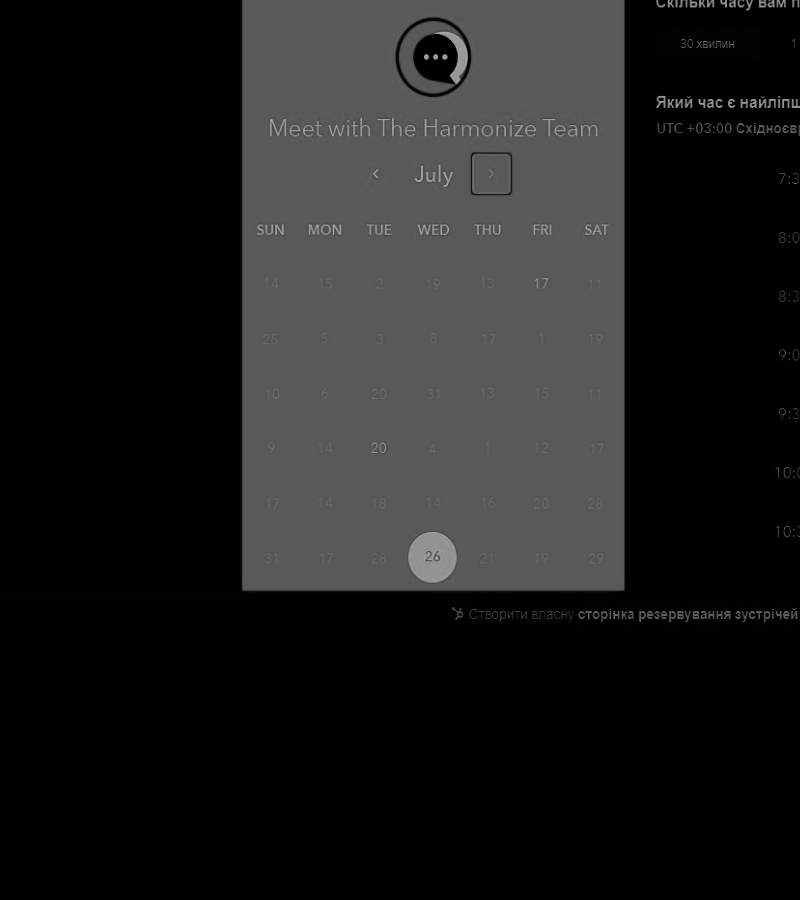 Meet with The Harmonize Team
July
SUN MON TUE WED THU FRI SAT
14 15 2 19 13 17 11
25 5 3 8 17 1 19
10 6 20 31 13 15 11
9 14 20 4 1 12 17
17 14 18 14 16 20 28
31 17 28 26 21 19 29
Скільки часу вам
30 хвилин 1
Який час є
UTC +03:00
7:3
8:0
8:3
9:0
9:3
10:0
10:3
Створити власну сторінка резервування зустрічей